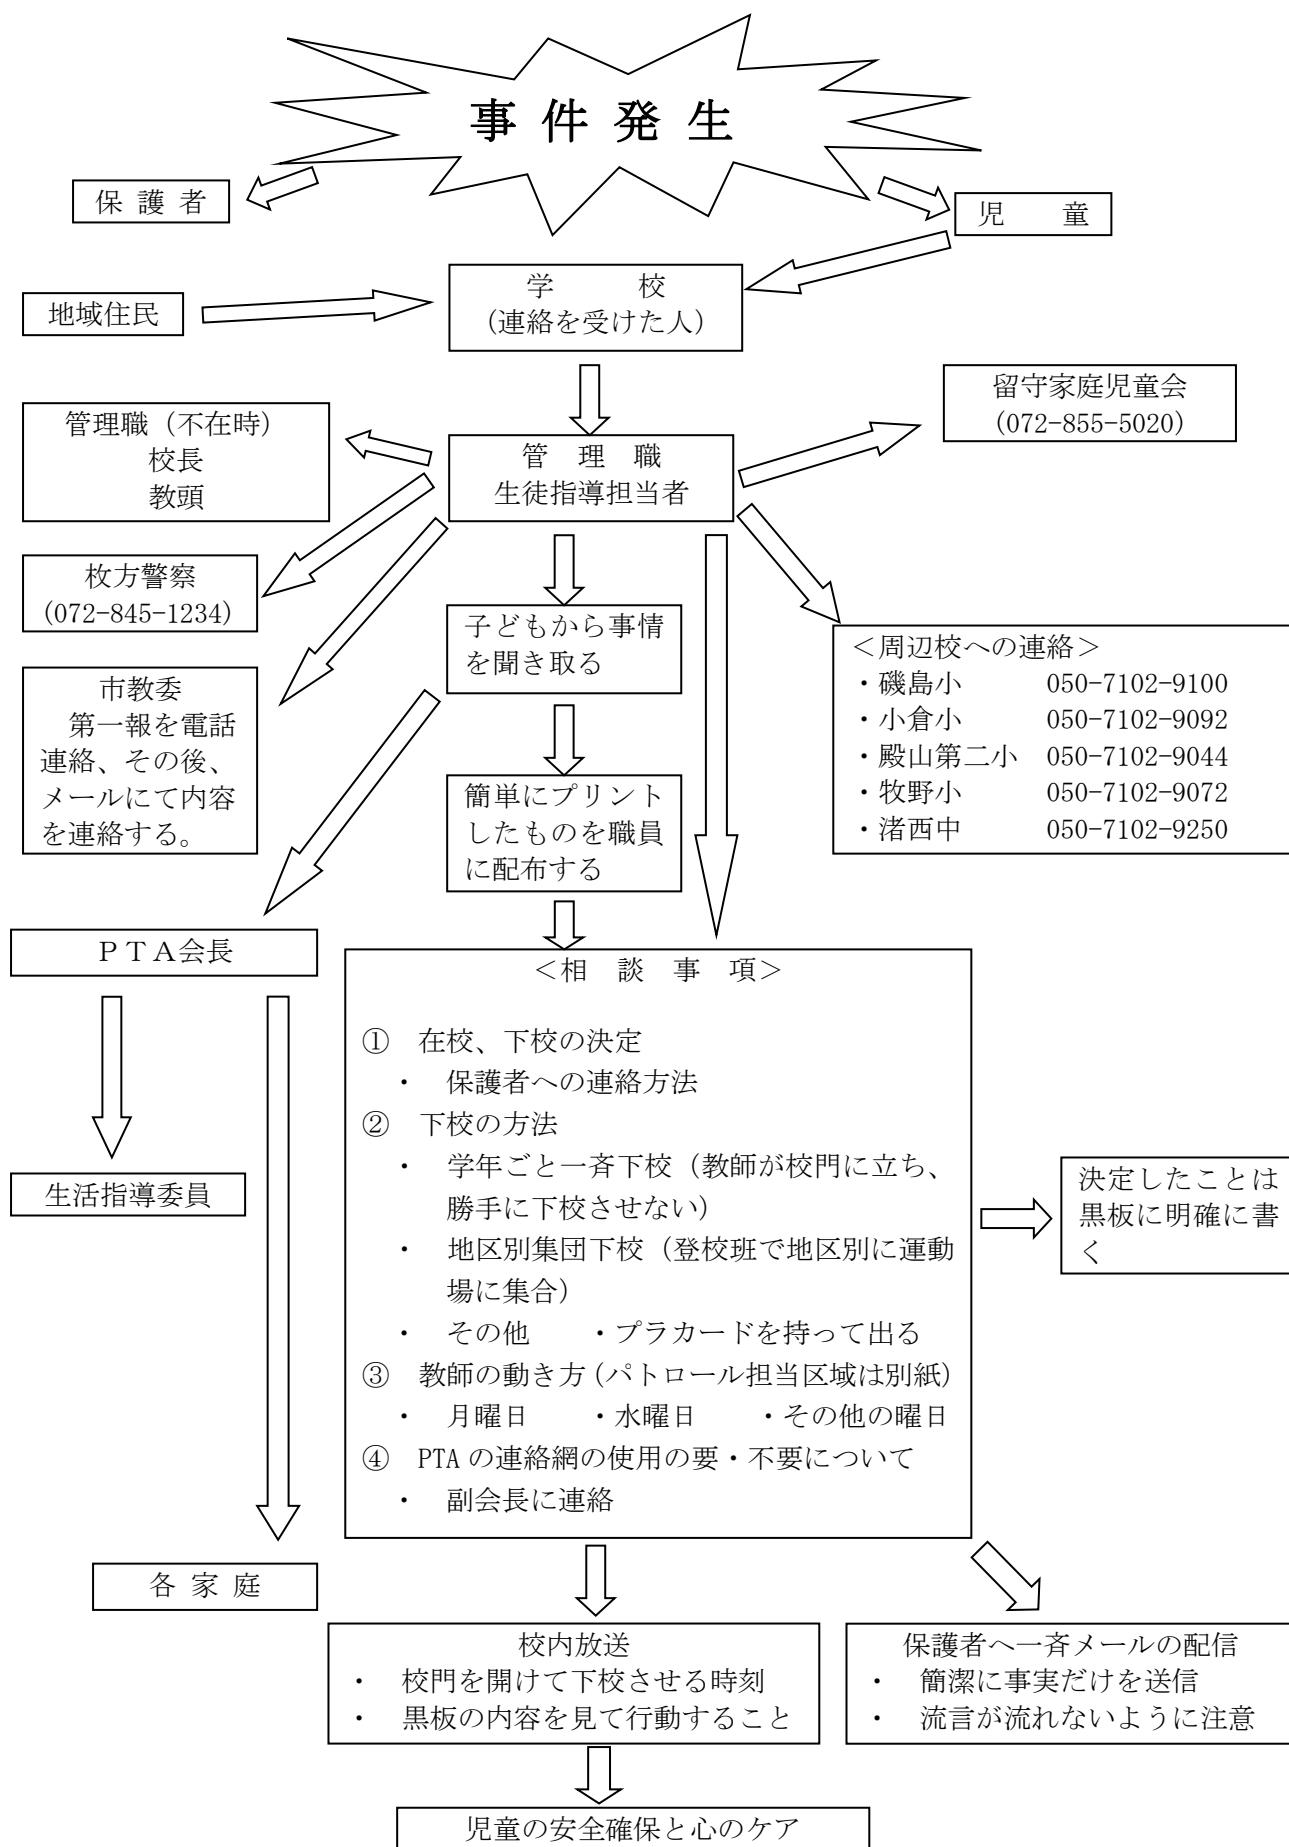 事 件 発 生
保 護 者
児　　童
地域住民
学　　　校
（連絡を受けた人）
留守家庭児童会
(072-855-5020)
管理職（不在時）
校長
教頭
管　理　職
生徒指導担当者
枚方警察
(072-845-1234)
子どもから事情
を聞き取る
＜周辺校への連絡＞
・磯島小　　　050-7102-9100
・小倉小　　　050-7102-9092
・殿山第二小　050-7102-9044
・牧野小　　　050-7102-9072
・渚西中　　　050-7102-9250
市教委
第一報を電話
連絡、その後、
メールにて内容
を連絡する。
簡単にプリント
したものを職員
に配布する
ＰＴＡ会長
＜相　談　事　項＞
①　在校、下校の決定
・　保護者への連絡方法
②　下校の方法
・　学年ごと一斉下校（教師が校門に立ち、
勝手に下校させない）
・　地区別集団下校（登校班で地区別に運動
場に集合）
・　その他　　・プラカードを持って出る
③　教師の動き方（パトロール担当区域は別紙）
・　月曜日　　・水曜日　　・その他の曜日
④　PTA の連絡網の使用の要・不要について
・　副会長に連絡
生活指導委員
決定したことは
黒板に明確に書
く
各 家 庭
校内放送
・　校門を開けて下校させる時刻
・　黒板の内容を見て行動すること
保護者へ一斉メールの配信
・　簡潔に事実だけを送信
・　流言が流れないように注意
児童の安全確保と心のケア